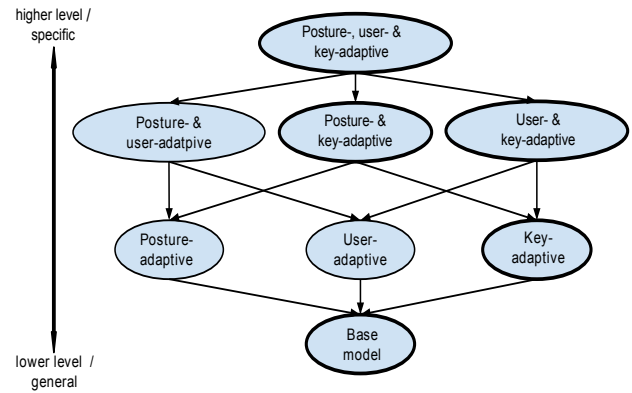 higher level /
specific
Posture-, user- &
key-adaptive
Posture- &
user-adatpive
Posture- &
key-adaptive
User- &
key-adaptive
Posture-
adaptive
User-
adaptive
Key-
adaptive
Base
model
lower level /
general